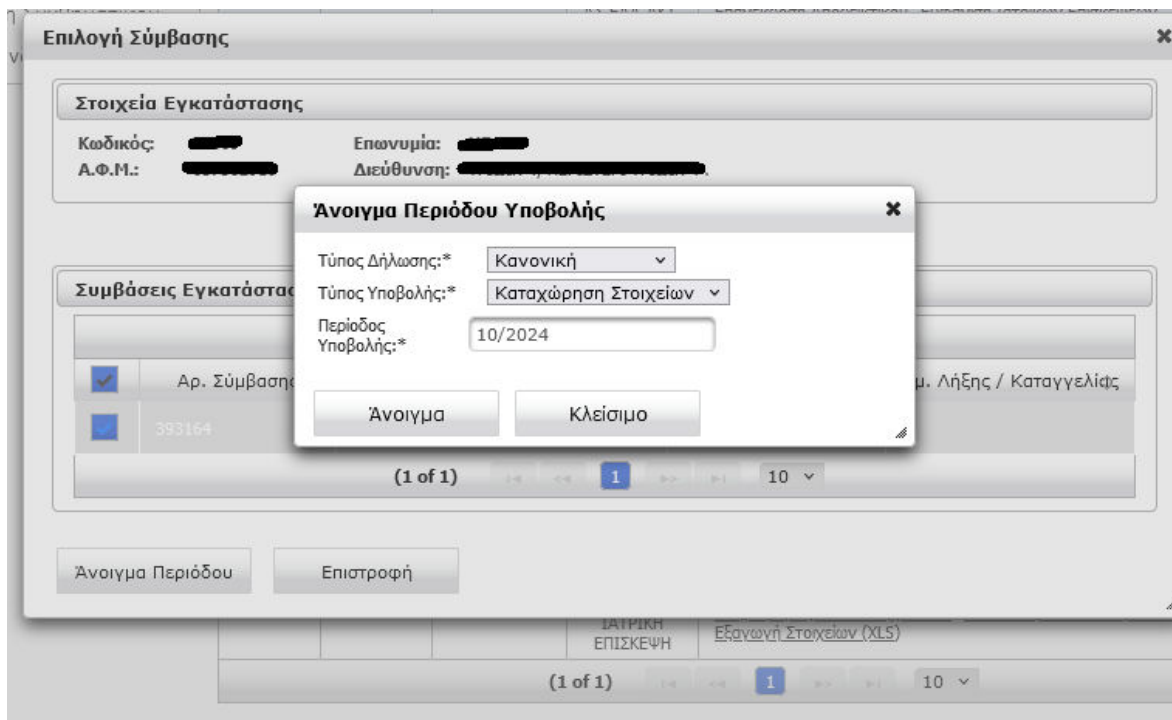 Επιλογή Σύμβασης
Στοιχεία Εγκατάστασης
Κωδικός: Επωνυμία:
Α.Φ.Μ.: Διεύθυνση:
Άνοιγμα Περιόδου Υποβολής
Τύπος Δήλωσης:* Κανονική
Τύπος Υποβολής:* Καταχώρηση Στοιχείων
Περίοδος
Υποβολής:* 10/2024
Άνοιγμα Κλείσιμο
Συμβάσεις Εγκατάστασ
Αρ. Σύμβασης μ. Λήξης / Καταγγελίας
393164
(1 of 1) 1 10
Άνοιγμα Περιόδου Επιστροφή
ΙΑΤΡΙΚΗ
ΕΠΙΣΚΕΨΗ Εξαγωγή Στοιχείων (XLS)
(1 of 1) 1 10